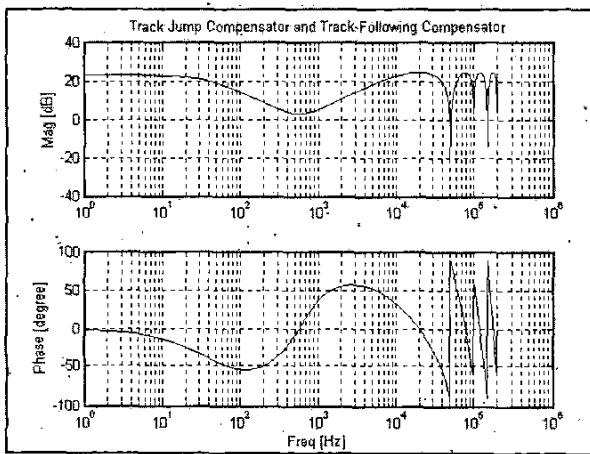 Track Jump Compensator and Track-Following Compensator
40
20
0
-20
-40
Mag [dB]
10^0 10^1 10^2 10^3 10^4 10^5 10^6
100
50
0
-50
-100
Phase [degree]
10^0 10^1 10^2 10^3 10^4 10^5 10^6
Freq [Hz]